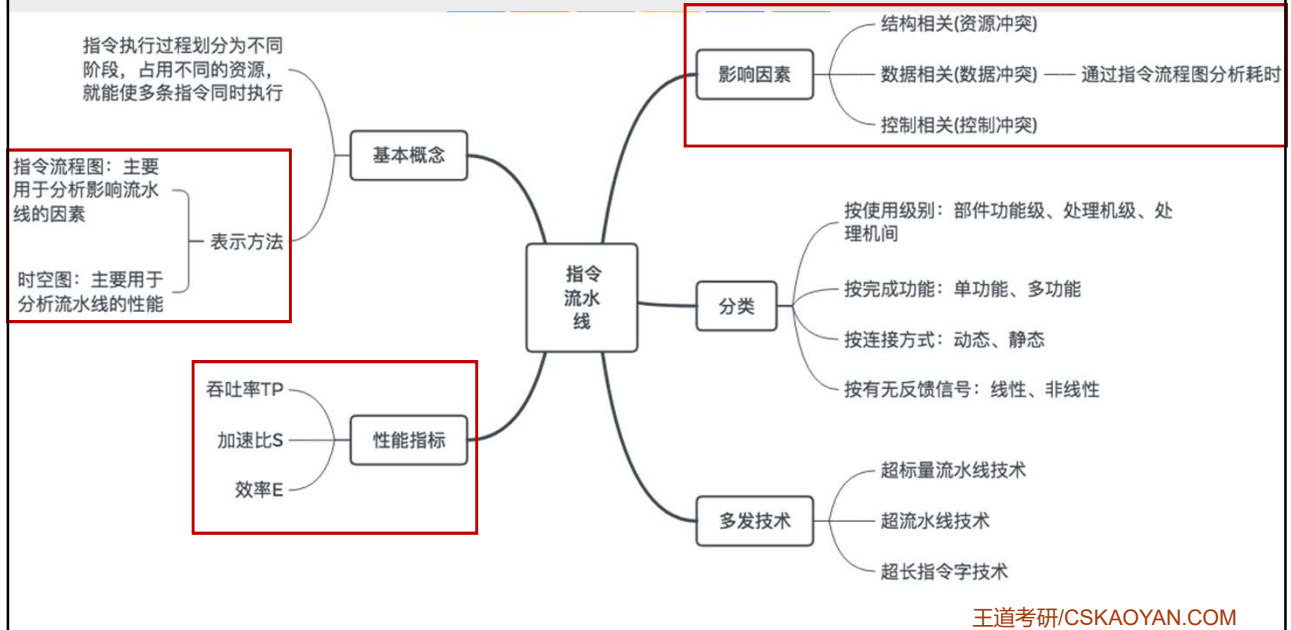 指令执行过程划分为不同
阶段，占用不同的资源，
就能使多条指令同时执行
基本概念
指令流程图：主要
用于分析影响流水
线的因素
表示方法
时空图：主要用于
分析流水线的性能
吞吐率TP
加速比S
性能指标
效率E
指令
流水
线
影响因素
结构相关(资源冲突)
数据相关(数据冲突)
通过指令流程图分析耗时
控制相关(控制冲突)
分类
按使用级别：部件功能级、处理机级、处
理机间
按完成功能：单功能、多功能
按连接方式：动态、静态
按有无反馈信号：线性、非线性
多发技术
超标量流水线技术
超流水线技术
超长指令字技术
王道考研/CSKAOYAN.COM